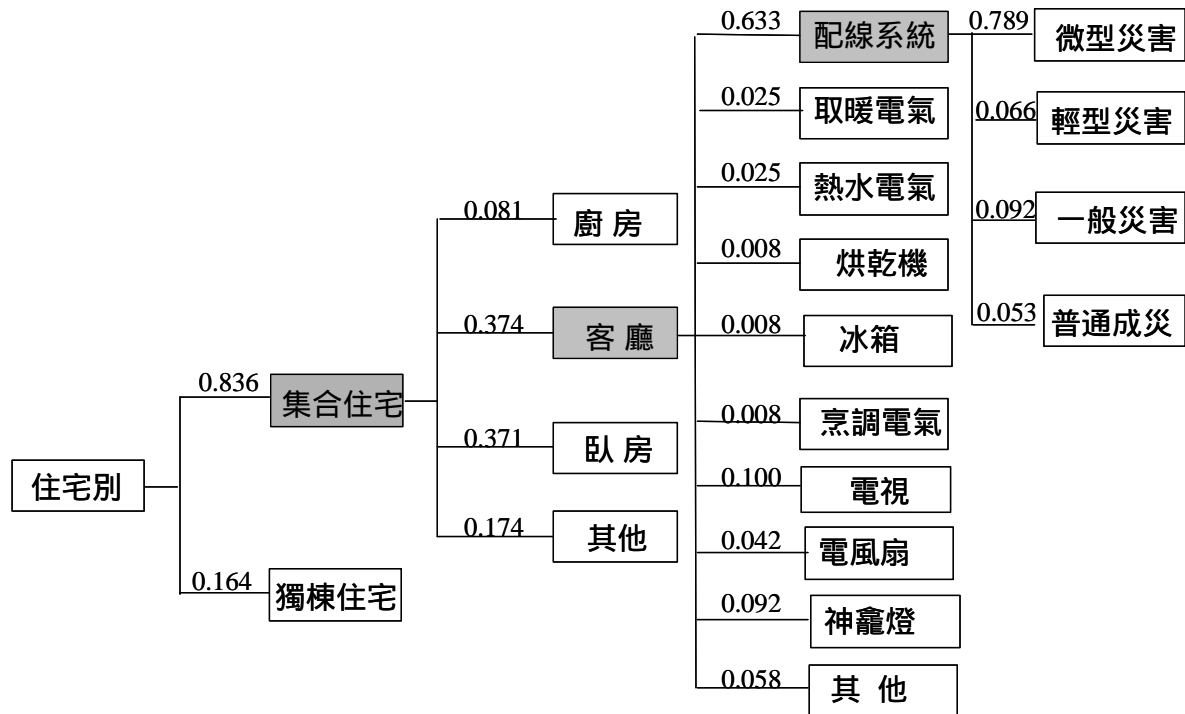 住宅別
0.836
集合住宅
0.164
獨棟住宅
0.081
廚 房
0.374
客 廳
0.371
臥 房
0.174
其他
0.633
配線系統
0.025
取暖電氣
0.025
熱水電氣
0.008
烘乾機
0.008
冰箱
0.008
烹調電氣
0.100
電視
0.042
電風扇
0.092
神龕燈
0.058
其 他
0.789
微型災害
0.066
輕型災害
0.092
一般災害
0.053
普通成災